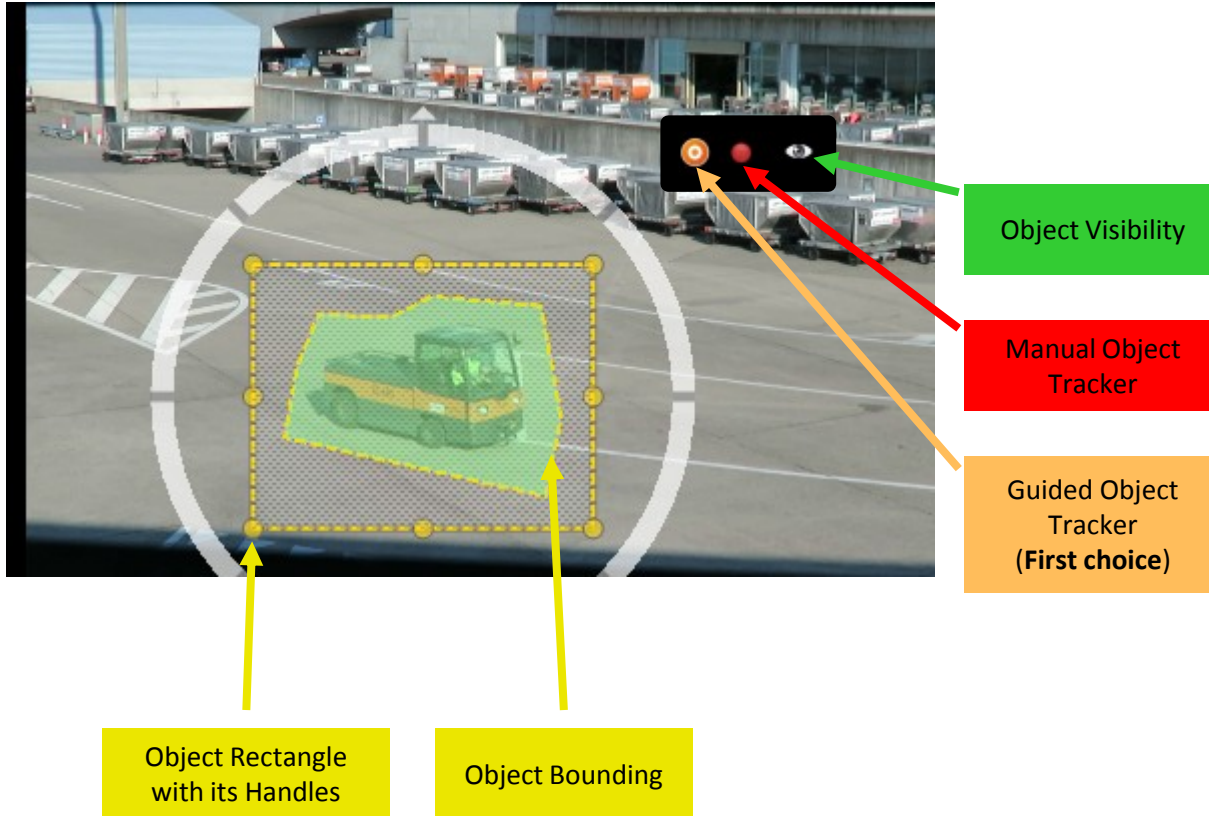 Object Visibility
Manual Object
Tracker
Guided Object
Tracker
(First choice)
Object Rectangle
with its Handles
Object Bounding